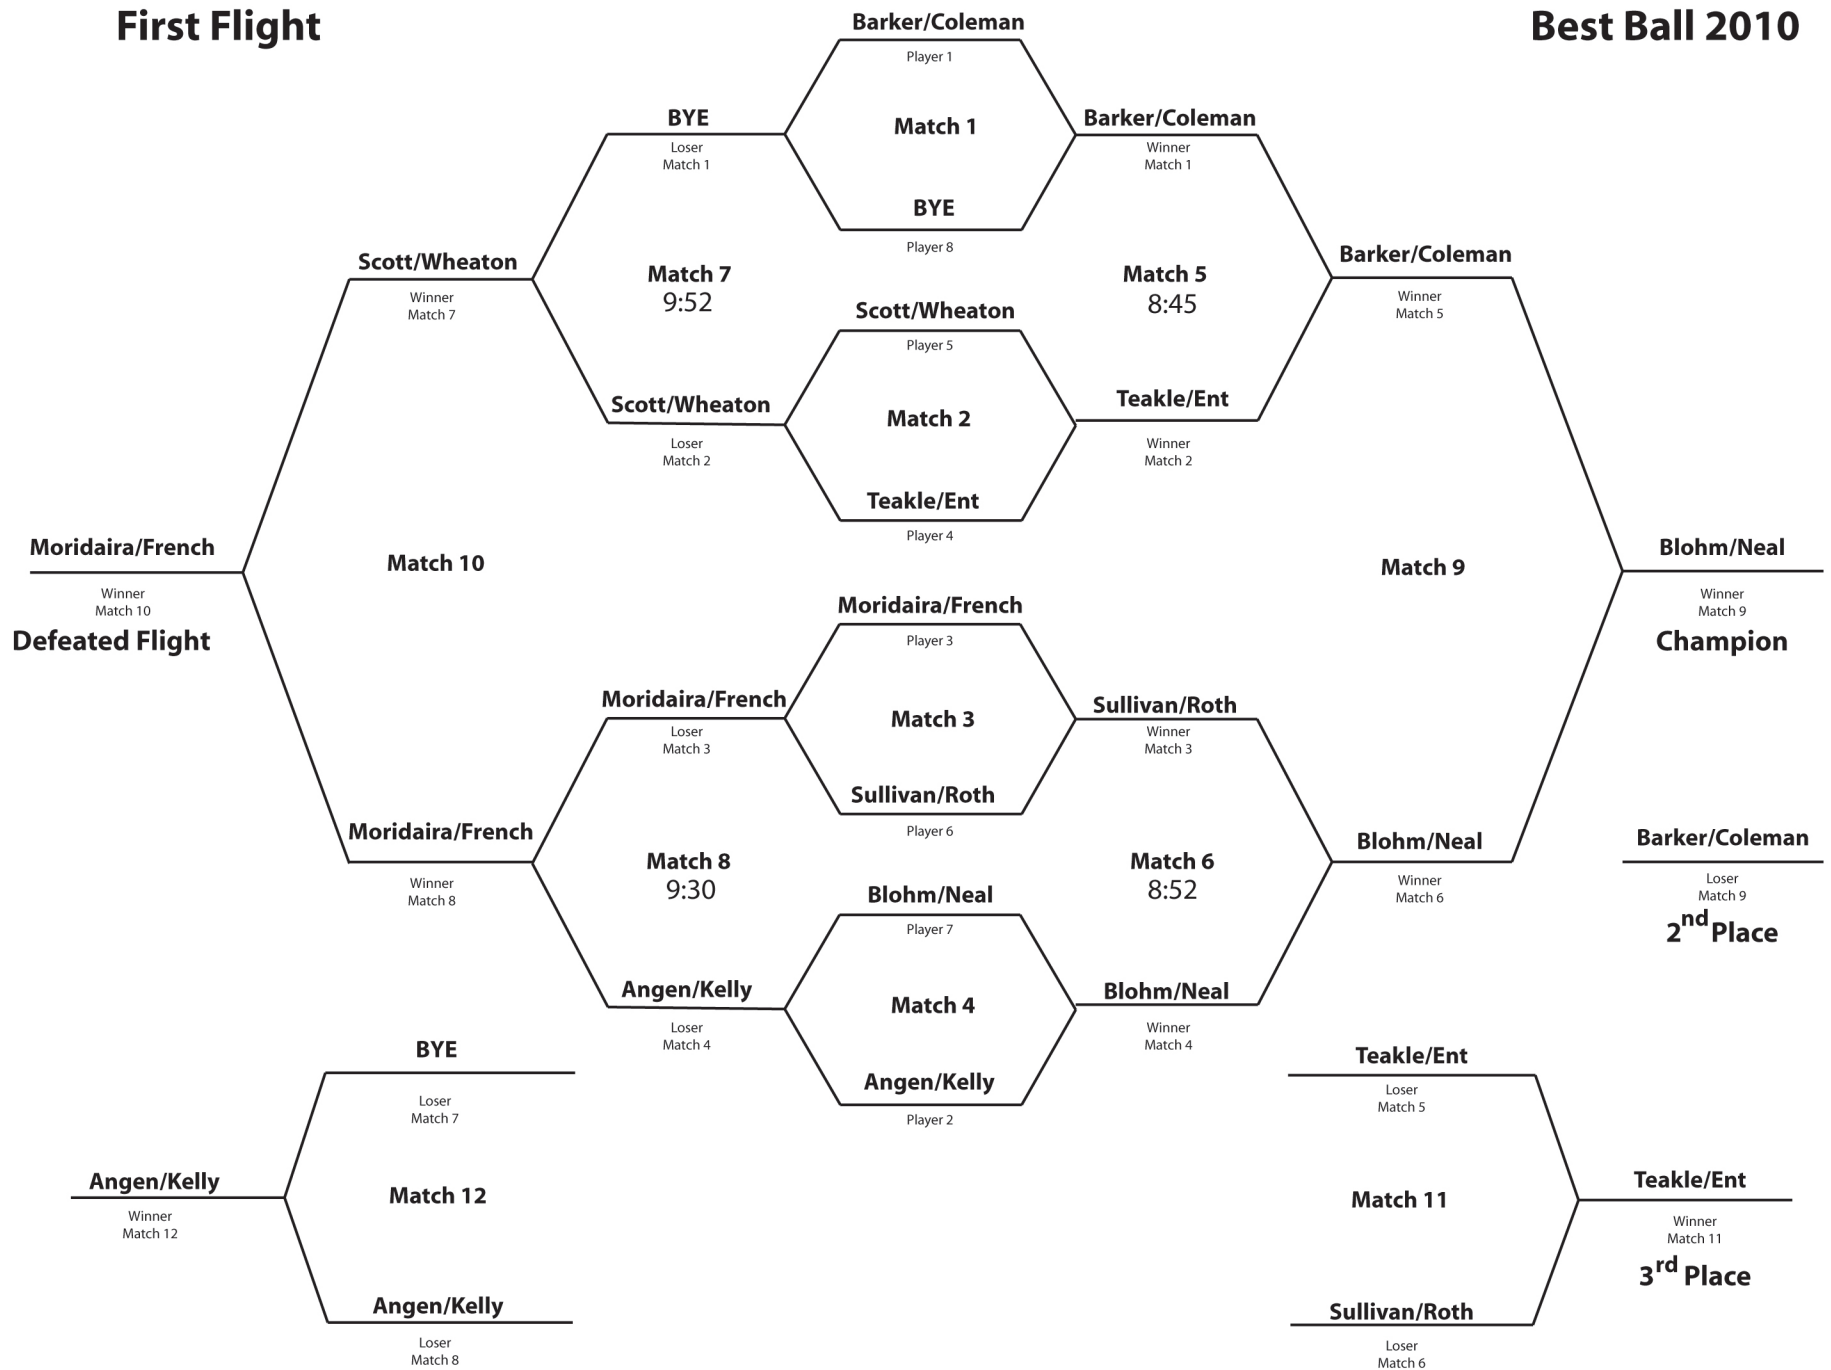 First Flight
Best Ball 2010
Barker/Coleman
Player 1
Match 1
BYE
Player 8
BYE
Loser
Match 1
Barker/Coleman
Winner
Match 1
Scott/Wheaton
Winner
Match 7
Match 7
9:52
Match 5
8:45
Barker/Coleman
Winner
Match 5
Scott/Wheaton
Player 5
Match 2
Teakle/Ent
Player 4
Scott/Wheaton
Loser
Match 2
Teakle/Ent
Winner
Match 2
Moridaira/French
Winner
Match 10
Defeated Flight
Match 10
Match 9
Blohm/Neal
Winner
Match 9
Champion
Moridaira/French
Player 3
Match 3
Sullivan/Roth
Player 6
Moridaira/French
Loser
Match 3
Sullivan/Roth
Winner
Match 3
Moridaira/French
Winner
Match 8
Match 8
9:30
Match 6
8:52
Blohm/Neal
Winner
Match 6
Barker/Coleman
Loser
Match 9
2nd Place
Blohm/Neal
Player 7
Match 4
Angen/Kelly
Player 2
Angen/Kelly
Loser
Match 4
Blohm/Neal
Winner
Match 4
BYE
Loser
Match 7
Angen/Kelly
Winner
Match 12
Match 12
Angen/Kelly
Loser
Match 8
Teakle/Ent
Loser
Match 5
Match 11
Teakle/Ent
Winner
Match 11
3rd Place
Sullivan/Roth
Loser
Match 6